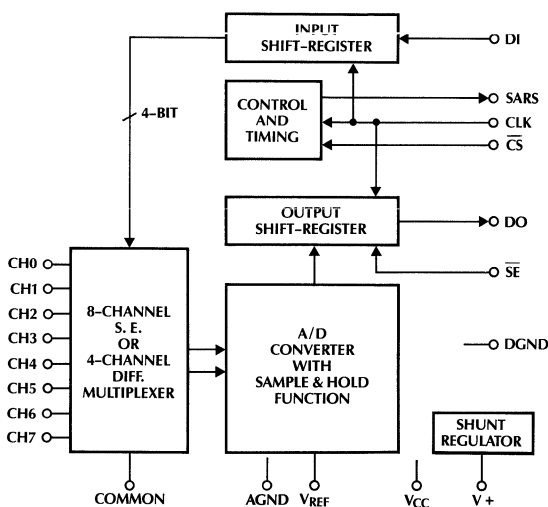 INPUT
SHIFT-REGISTER
DI
4-BIT
CONTROL
AND
TIMING
SARS
CLK
CS
OUTPUT
SHIFT-REGISTER
DO
SE
CH0
CH1
CH2
CH3
CH4
CH5
CH6
CH7
8-CHANNEL
S. E.
OR
4-CHANNEL
DIFF.
MULTIPLEXER
A/D
CONVERTER
WITH
SAMPLE & HOLD
FUNCTION
DGND
SHUNT
REGULATOR
COMMON
AGND
VREF
VCC
V +